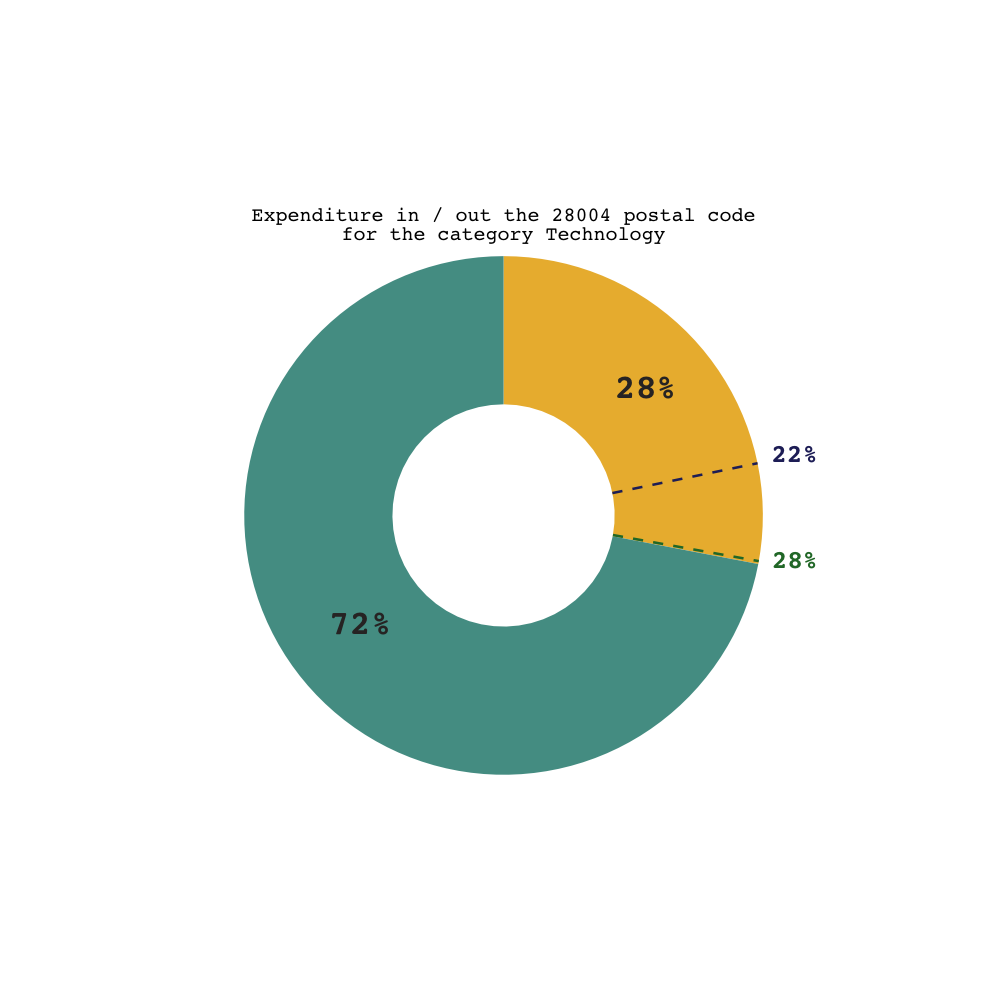 Expenditure in / out the 28004 postal code
for the category Technology
28%
22%
28%
72%